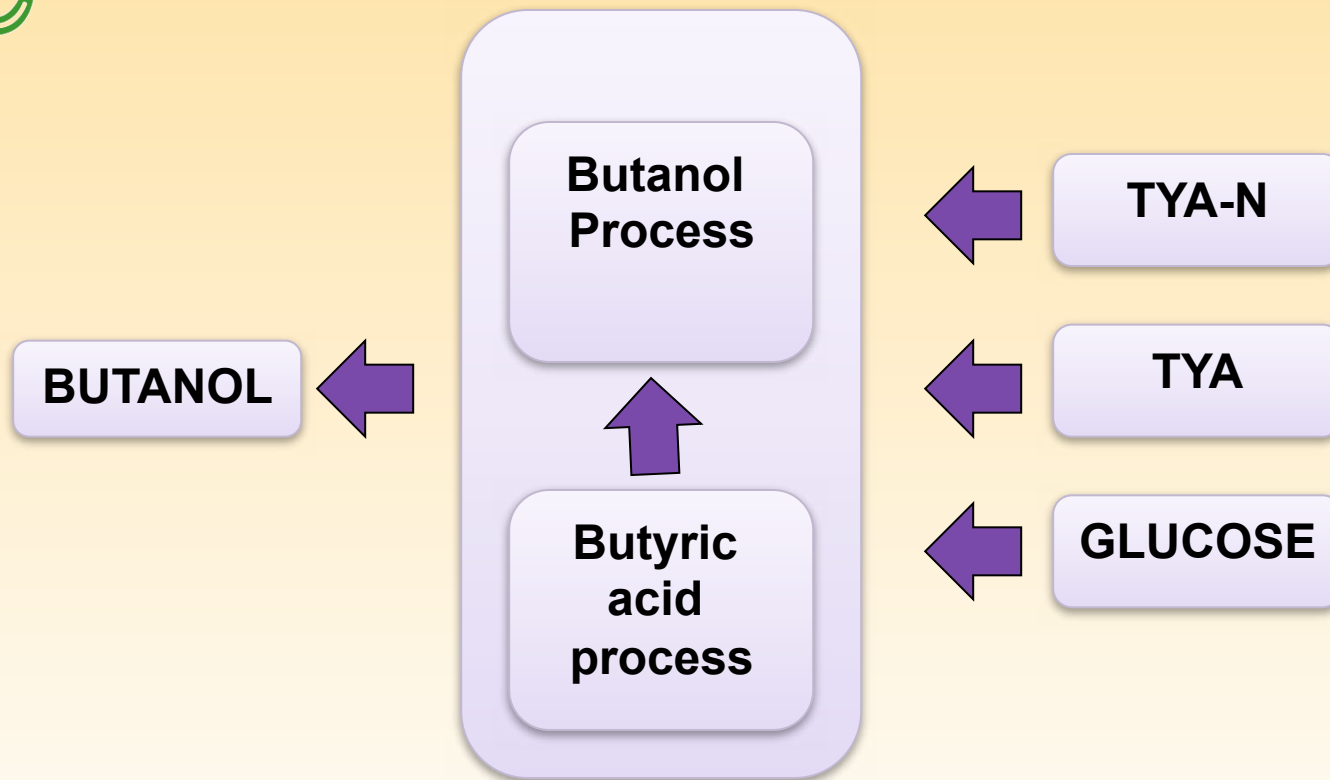 Butanol
Process
TYA-N
TYA
BUTANOL
GLUCOSE
Butyric
acid
process